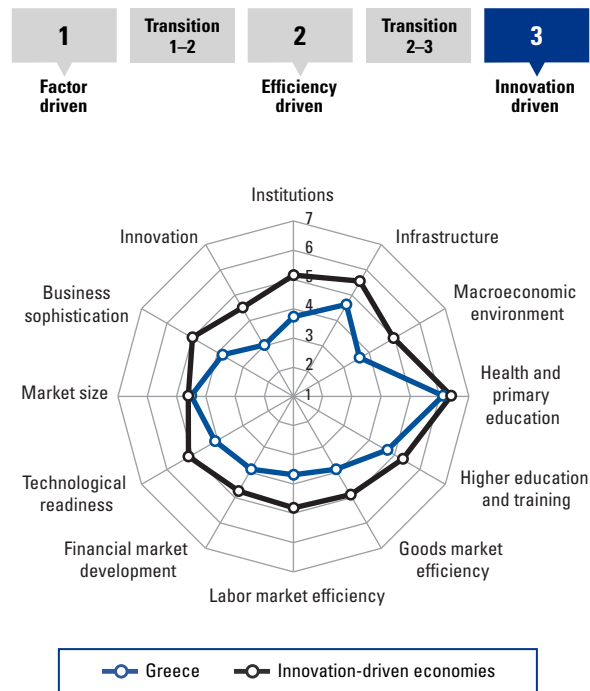 1
Transition
1–2
2
Transition
2–3
3
Factor
driven
Efficiency
driven
Innovation
driven
Institutions
7
Innovation
Infrastructure
6
5
Business
sophistication
Macroeconomic
environment
4
3
2
Market size
1
Health and
primary
education
Technological
readiness
Higher education
and training
Financial market
development
Goods market
efficiency
Labor market efficiency
Greece
Innovation-driven economies